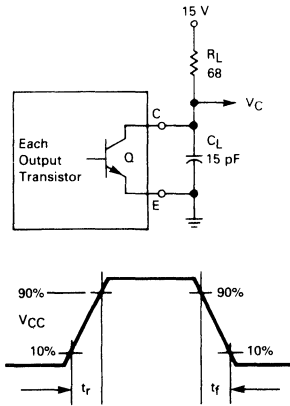 15 V
R_L
68
V_C
C
C_L
15 pF
Each
Output
Transistor
Q
E
90%
90%
V_CC
10%
10%
t_r
t_f